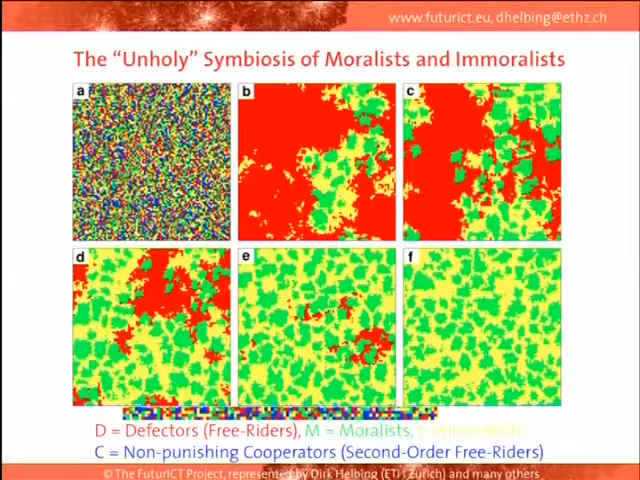 www.futurict.eu, dhelbing@ethz.ch
The “Unholy” Symbiosis of Moralists and Immoralists
a
b
c
d
e
f
D = Defectors (Free-Riders), M = Moralists,
C = Non-punishing Cooperators (Second-Order Free-Riders)
© The FuturICT Project, represented by Dirk Helbing (ETH Zurich) and many others